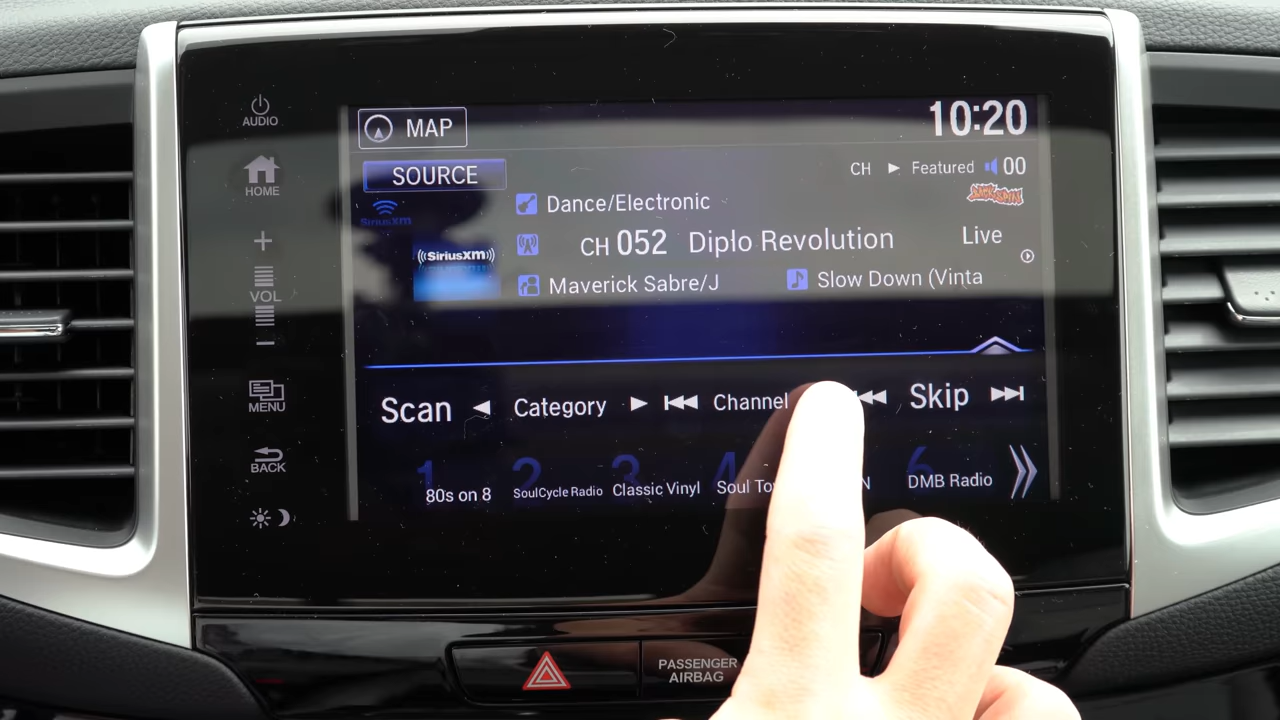 AUDIO
HOME
VOL
MENU
BACK
MAP
10:20
SOURCE
CH Featured 00
SiriusXM
Dance/Electronic
SiriusXM
CH 052 Diplo Revolution
Live
Maverick Sabre/J
Slow Down (Vinta
Scan
Category
Channel
Skip
1 2 3 4 6
80s on 8
SoulCycle Radio
Classic Vinyl
Soul To
N
DMB Radio
PASSENGER
AIRBAG